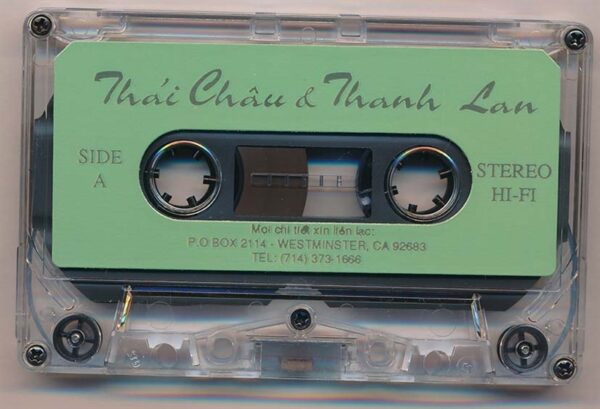 Thái Châu & Thanh Lan
SIDE
A
STEREO
HI-FI
Mọi chi tiết xin liên lạc:
P.O BOX 2114 - WESTMINSTER, CA 92683
TEL: (714) 373-1666